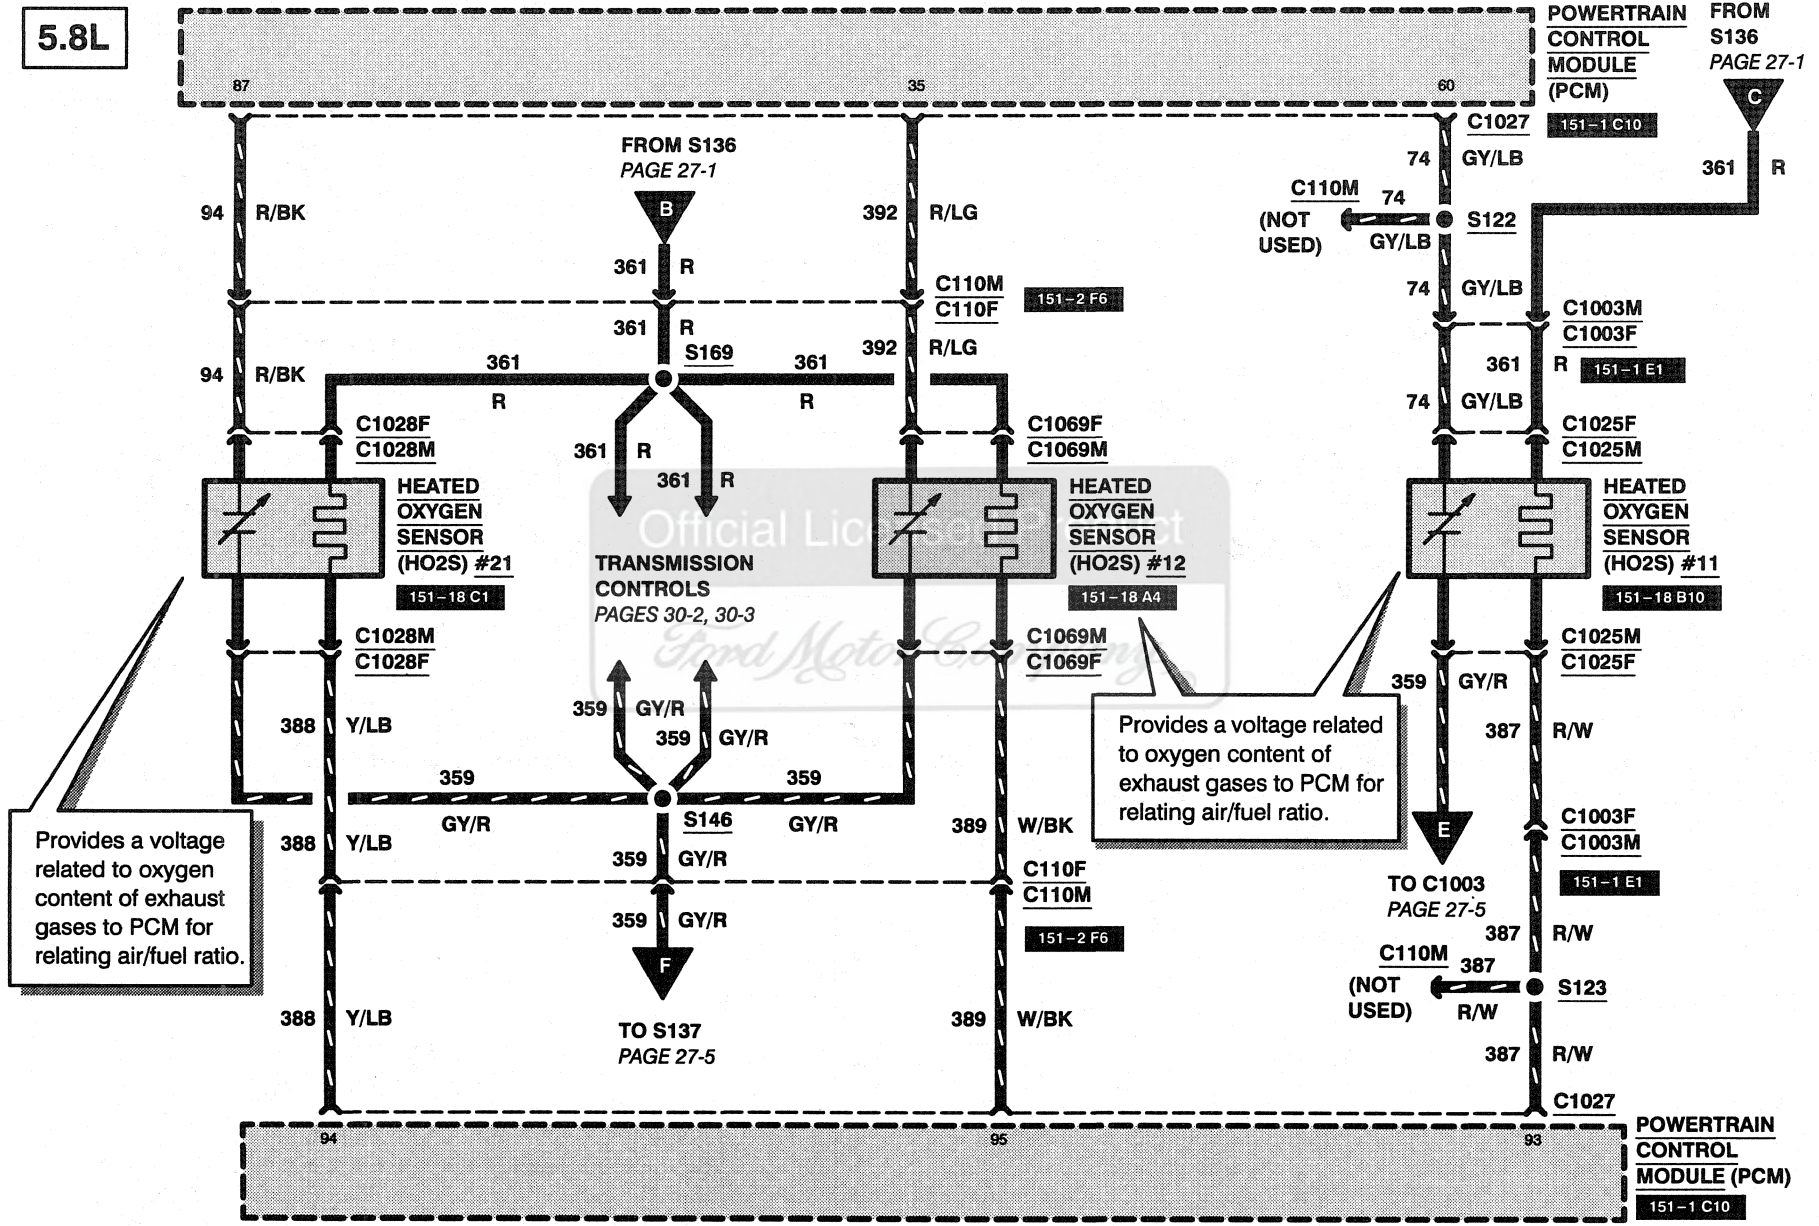 5.8L
POWERTRAIN
CONTROL
MODULE
(PCM)
151-1 C10
FROM
S136
PAGE 27-1
C
87
35
60
C1027
361 R
94 R/BK
FROM S136
PAGE 27-1
B
361 R
392 R/LG
74 GY/LB
C110M
(NOT
USED)
74
GY/LB
S122
74 GY/LB
C110M
C110F
151-2 F6
C1003M
C1003F
151-1 E1
94 R/BK
361 R
S169
361
R
361
R
392 R/LG
361 R
74 GY/LB
C1028F
C1028M
361 R
361 R
C1069F
C1069M
C1025F
C1025M
HEATED
OXYGEN
SENSOR
(HO2S) #21
151-18 C1
Official Licensed Product
Ford Motor Company
TRANSMISSION
CONTROLS
PAGES 30-2, 30-3
HEATED
OXYGEN
SENSOR
(HO2S) #12
151-18 A4
HEATED
OXYGEN
SENSOR
(HO2S) #11
151-18 B10
C1028M
C1028F
C1069M
C1069F
C1025M
C1025F
388 Y/LB
359 GY/R
359 GY/R
359 GY/R
387 R/W
Provides a voltage related
to oxygen content of
exhaust gases to PCM for
relating air/fuel ratio.
359
GY/R
S146
359
GY/R
388 Y/LB
359 GY/R
389 W/BK
E
TO C1003
PAGE 27-5
C1003F
C1003M
151-1 E1
Provides a voltage
related to oxygen
content of exhaust
gases to PCM for
relating air/fuel ratio.
C110F
C110M
151-2 F6
359 GY/R
F
TO S137
PAGE 27-5
387 R/W
C110M
(NOT
USED)
387
R/W
S123
388 Y/LB
389 W/BK
387 R/W
C1027
94
95
93
POWERTRAIN
CONTROL
MODULE (PCM)
151-1 C10